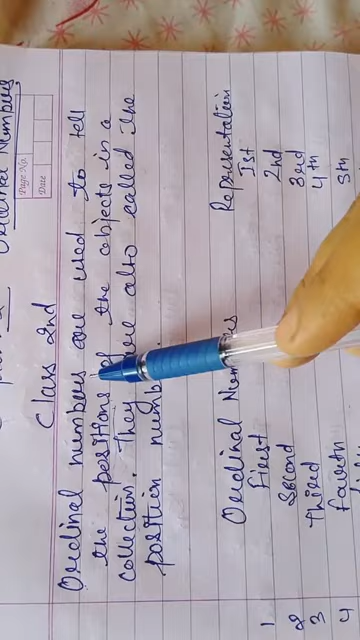 Ordinal Numbers
Page No.
Date
Class 2nd
Ordinal numbers are used to tell
the positions of the objects in a
collection. They are also called the
position numb
Ordinal Num s Representation
1 First Ist
2 Second 2nd
3 Third 3rd
4 Fourth 4th
5th